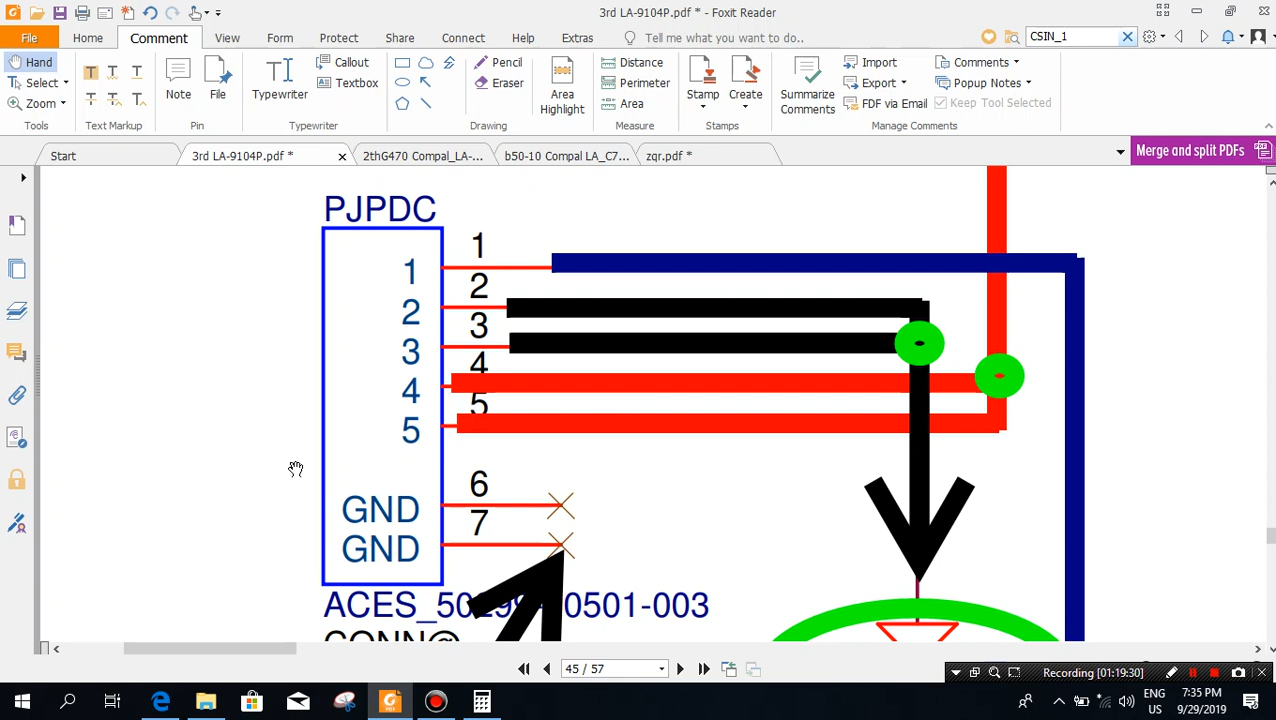 3rd LA-9104P.pdf * - Foxit Reader
File Home Comment View Form Protect Share Connect Help Extras Tell me what you want to do.. CSIN_1
Hand
Select
Zoom
Tools
Text Markup
Note
File
Pin
Typewriter
Callout
Textbox
Typewriter
Pencil
Eraser
Drawing
Area
Highlight
Distance
Perimeter
Area
Measure
Stamp
Create
Stamps
Summarize
Comments
Import
Export
FDF via Email
Comments
Popup Notes
Keep Tool Selected
Manage Comments
Start 3rd LA-9104P.pdf * 2thG470 Compal_LA-... b50-10 Compal LA_C7... zqr.pdf *
Merge and split PDFs
PJPDC
1 1
2 2
3 3
4 4
5 5
GND 6
GND 7
CONN@
45 / 57
Recording [01:19:30]
ENG
US
7:35 PM
9/29/2019